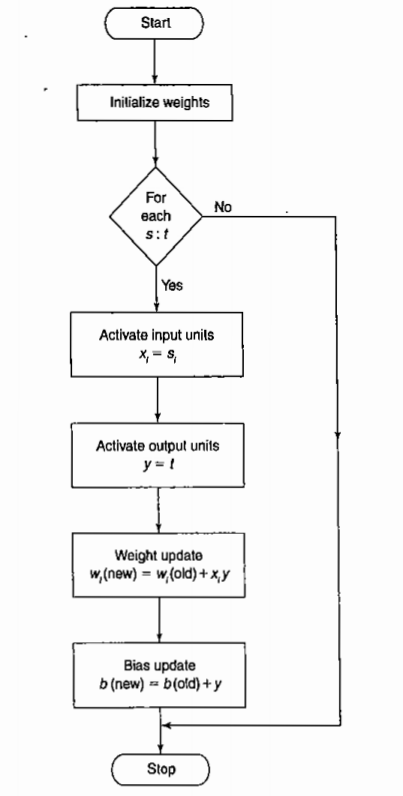 Start
Initialize weights
For
each
s : t
No
Yes
Activate input units
xᵢ = sᵢ
Activate output units
y = t
Weight update
wᵢ(new) = wᵢ(old) + xᵢ y
Bias update
b (new) = b(old) + y
Stop